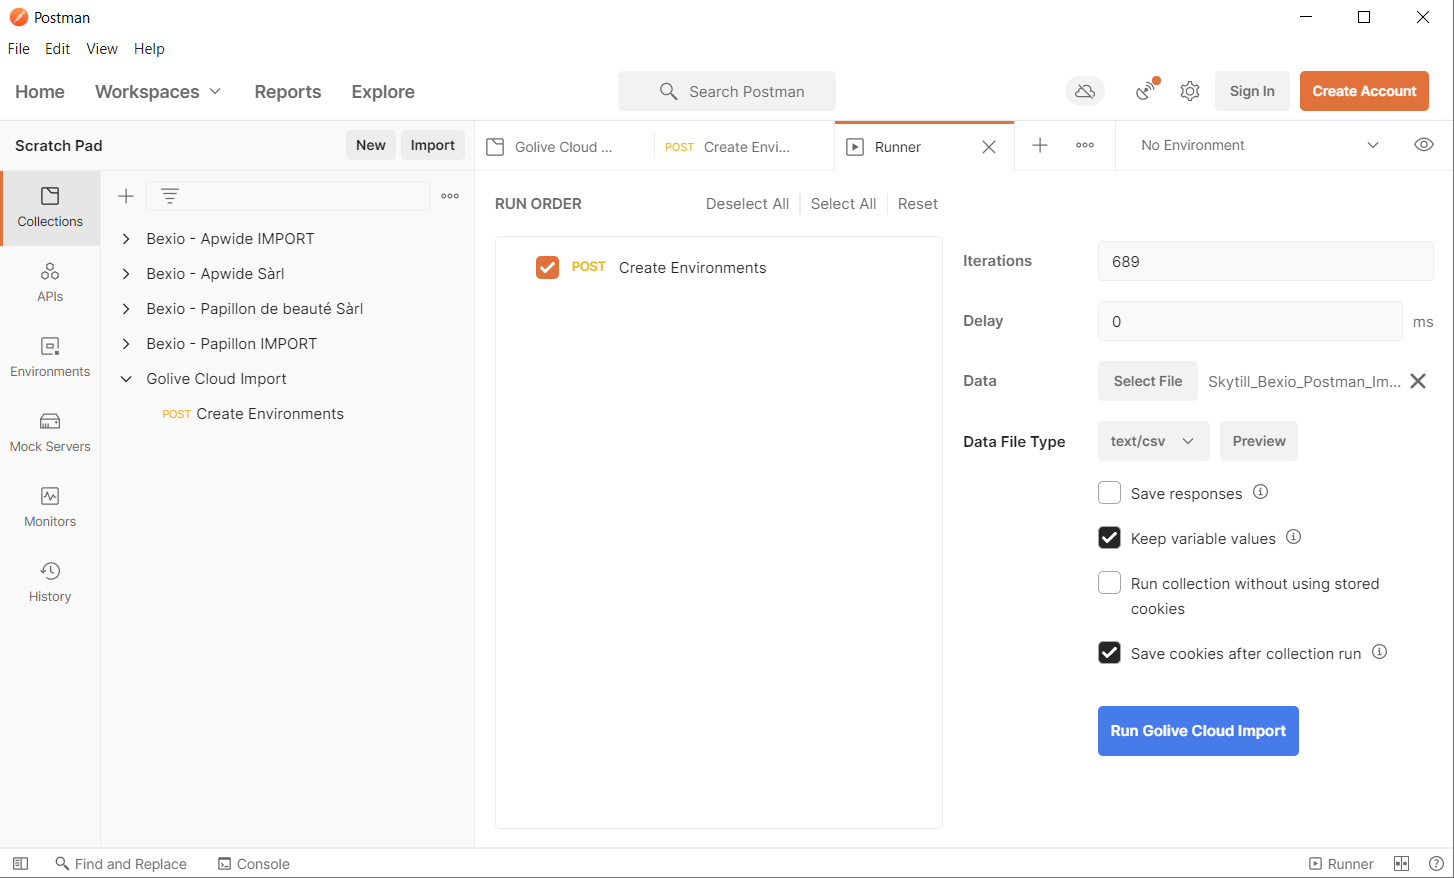 Postman
File Edit View Help
Home Workspaces Reports Explore
Search Postman
Sign In
Create Account
Scratch Pad
New
Import
Golive Cloud ...
POST Create Envi...
Runner
No Environment
Collections
APIs
Environments
Mock Servers
Monitors
History
Bexio - Apwide IMPORT
Bexio - Apwide Sàrl
Bexio - Papillon de beauté Sàrl
Bexio - Papillon IMPORT
Golive Cloud Import
POST Create Environments
RUN ORDER
Deselect All
Select All
Reset
POST Create Environments
Iterations
689
Delay
0
ms
Data
Select File
Skytill_Bexio_Postman_Im...
Data File Type
text/csv
Preview
Save responses
Keep variable values
Run collection without using stored
cookies
Save cookies after collection run
Run Golive Cloud Import
Find and Replace
Console
Runner